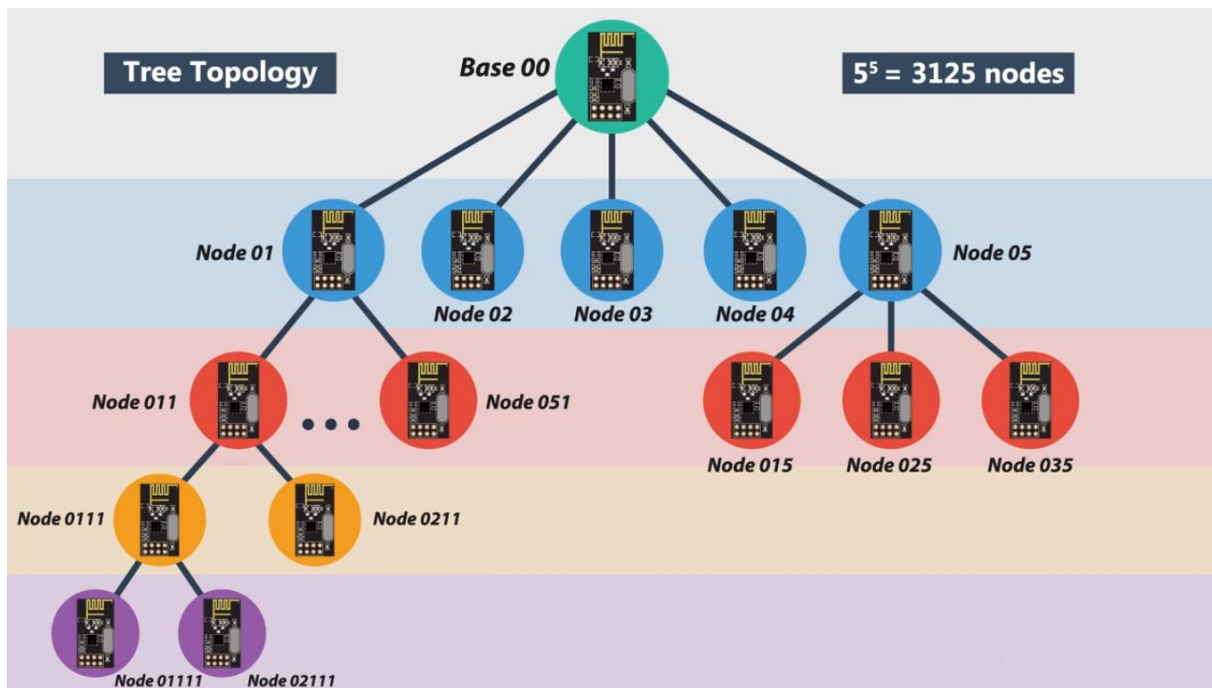 Tree Topology
Base 00
5⁵ = 3125 nodes
Node 01
Node 02
Node 03
Node 04
Node 05
Node 011
Node 051
Node 015
Node 025
Node 035
Node 0111
Node 0211
Node 01111
Node 02111